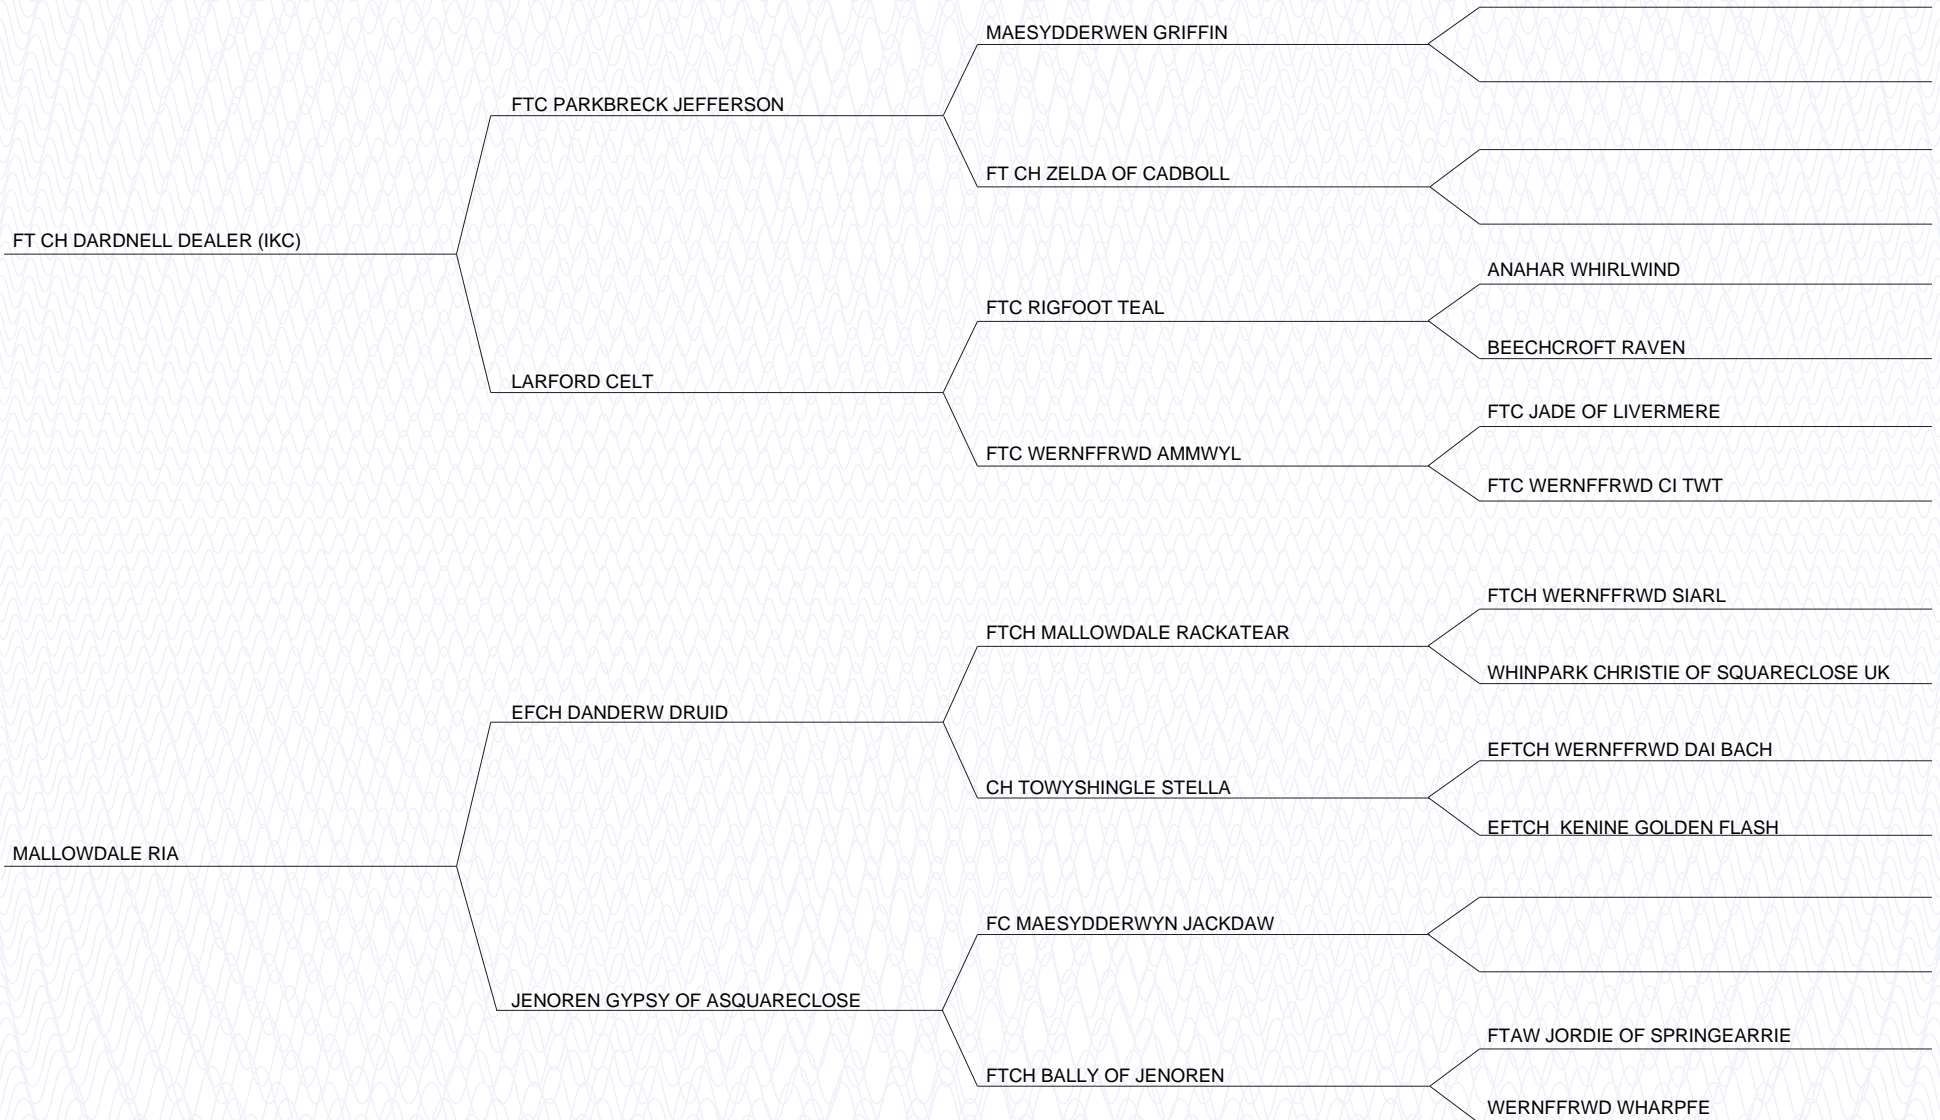 MAESYDDERWEN GRIFFIN
FTC PARKBRECK JEFFERSON
FT CH ZELDA OF CADBOLL
FT CH DARDNELL DEALER (IKC)
ANAHAR WHIRLWIND
FTC RIGFOOT TEAL
BEECHCROFT RAVEN
LARFORD CELT
FTC JADE OF LIVERMERE
FTC WERNFFRWD AMMWYL
FTC WERNFFRWD CI TWT
FTCH WERNFFRWD SIARL
FTCH MALLOWDALE RACKATEAR
WHINPARK CHRISTIE OF SQUARECLOSE UK
EFCH DANDERW DRUID
EFTCH WERNFFRWD DAI BACH
CH TOWYSHINGLE STELLA
EFTCH  KENINE GOLDEN FLASH
MALLOWDALE RIA
FC MAESYDDERWYN JACKDAW
JENOREN GYPSY OF ASQUARECLOSE
FTAW JORDIE OF SPRINGEARRIE
FTCH BALLY OF JENOREN
WERNFFRWD WHARPFE